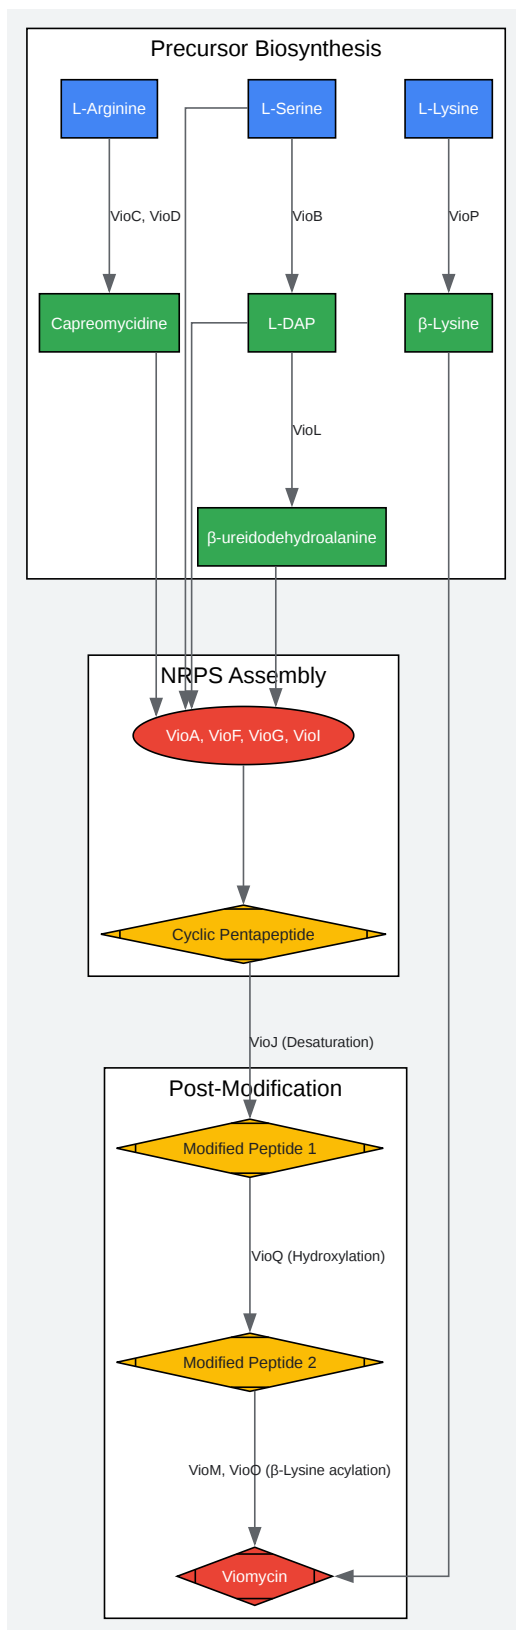 Precursor Biosynthesis
L-Arginine
L-Serine
L-Lysine
VioC, VioD
VioB
VioP
Capreomycidine
L-DAP
β-Lysine
VioL
β-ureidodehydroalanine
NRPS Assembly
VioA, VioF, VioG, VioI
Cyclic Pentapeptide
VioJ (Desaturation)
Post-Modification
Modified Peptide 1
VioQ (Hydroxylation)
Modified Peptide 2
VioM, VioO (β-Lysine acylation)
Viomycin